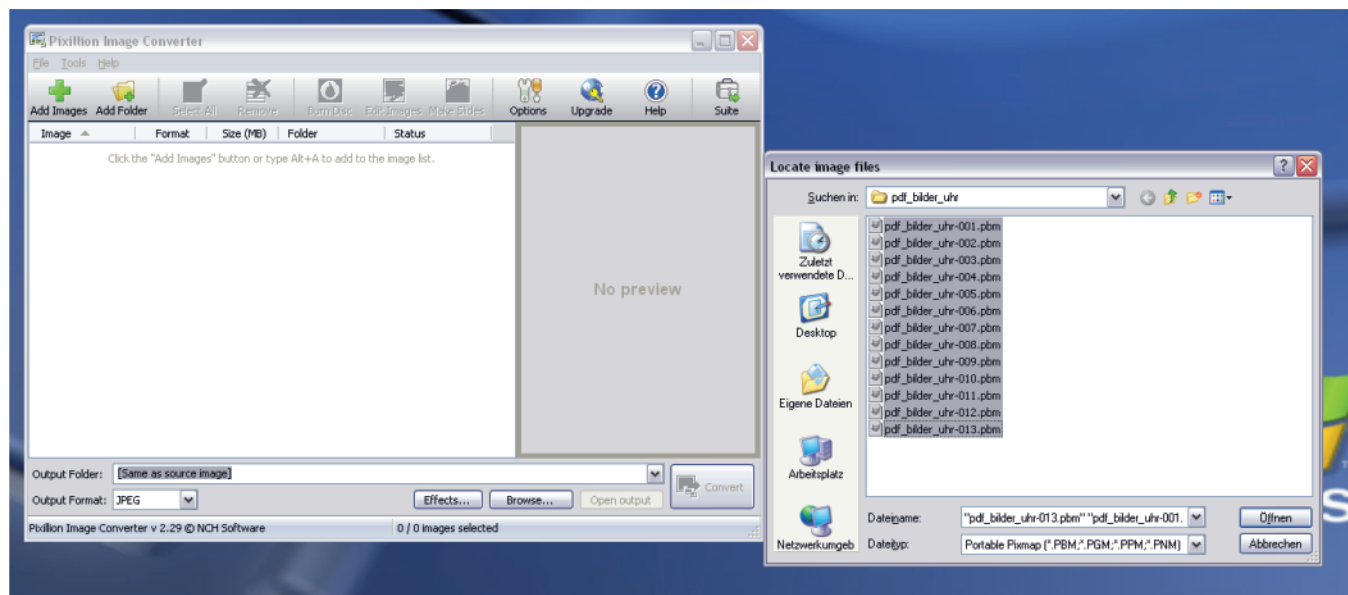 Pixillion Image Converter
File Tools Help
Add Images Add Folder Select All Remove Burn Disc Edit Images Make Slides Options Upgrade Help Suite
Image Format Size (MB) Folder Status
Click the "Add Images" button or type Alt+A to add to the image list.
No preview
Output Folder: [Same as source image]
Output Format: JPEG Effects... Browse... Open output Convert
Pixillion Image Converter v 2.29 © NCH Software 0 / 0 images selected
Locate image files
Suchen in: pdf_bilder_uhr
Zuletzt
verwendete D...
Desktop
Eigene Dateien
Arbeitsplatz
Netzwerkumgeb
pdf_bilder_uhr-001.pbm
pdf_bilder_uhr-002.pbm
pdf_bilder_uhr-003.pbm
pdf_bilder_uhr-004.pbm
pdf_bilder_uhr-005.pbm
pdf_bilder_uhr-006.pbm
pdf_bilder_uhr-007.pbm
pdf_bilder_uhr-008.pbm
pdf_bilder_uhr-009.pbm
pdf_bilder_uhr-010.pbm
pdf_bilder_uhr-011.pbm
pdf_bilder_uhr-012.pbm
pdf_bilder_uhr-013.pbm
Dateiname: "pdf_bilder_uhr-013.pbm" "pdf_bilder_uhr-001. Öffnen
Dateityp: Portable Pixmap (*.PBM;*.PGM;*.PPM;*.PNM) Abbrechen
s